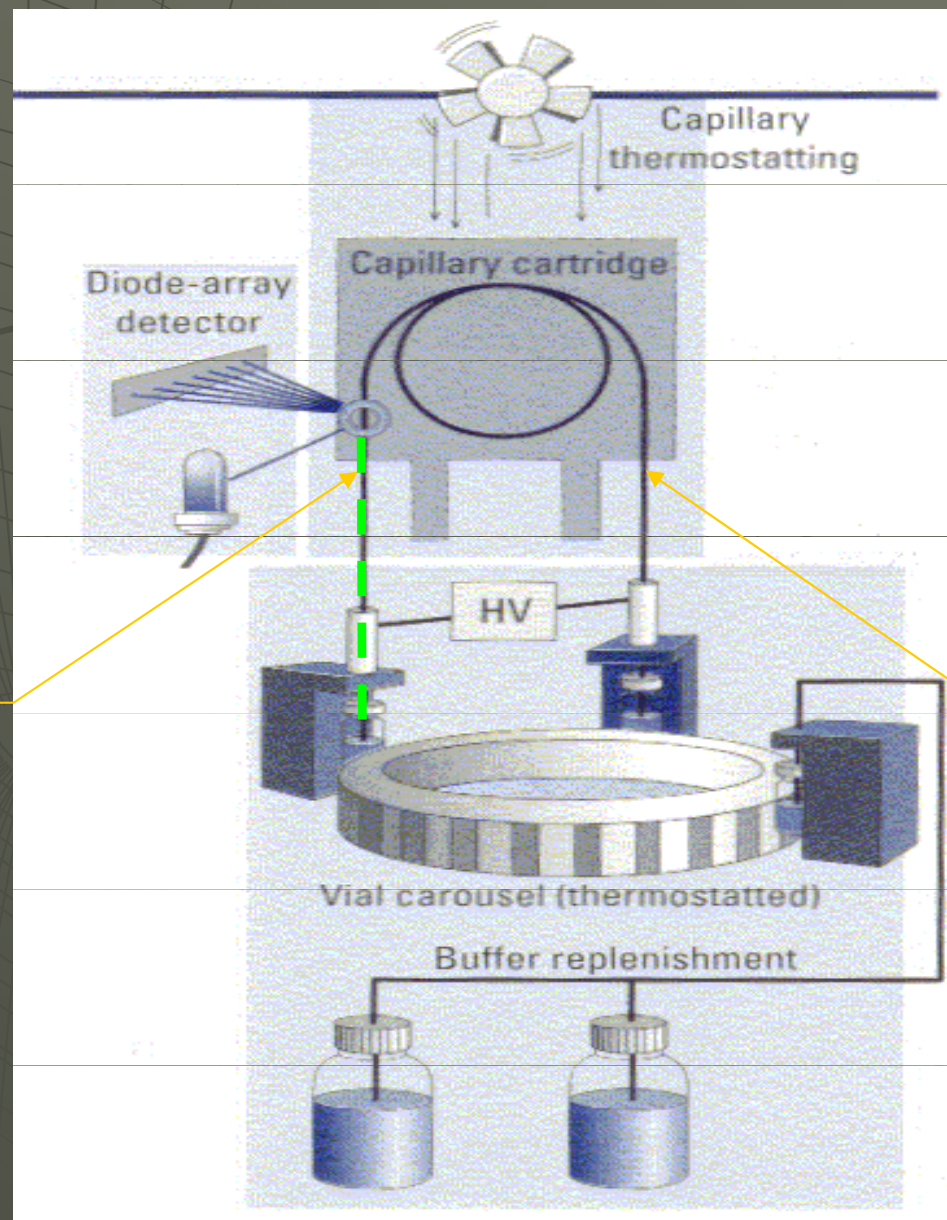 Capillary
thermostatting
Capillary cartridge
Diode-array
detector
HV
Vial carousel (thermostatted)
Buffer replenishment